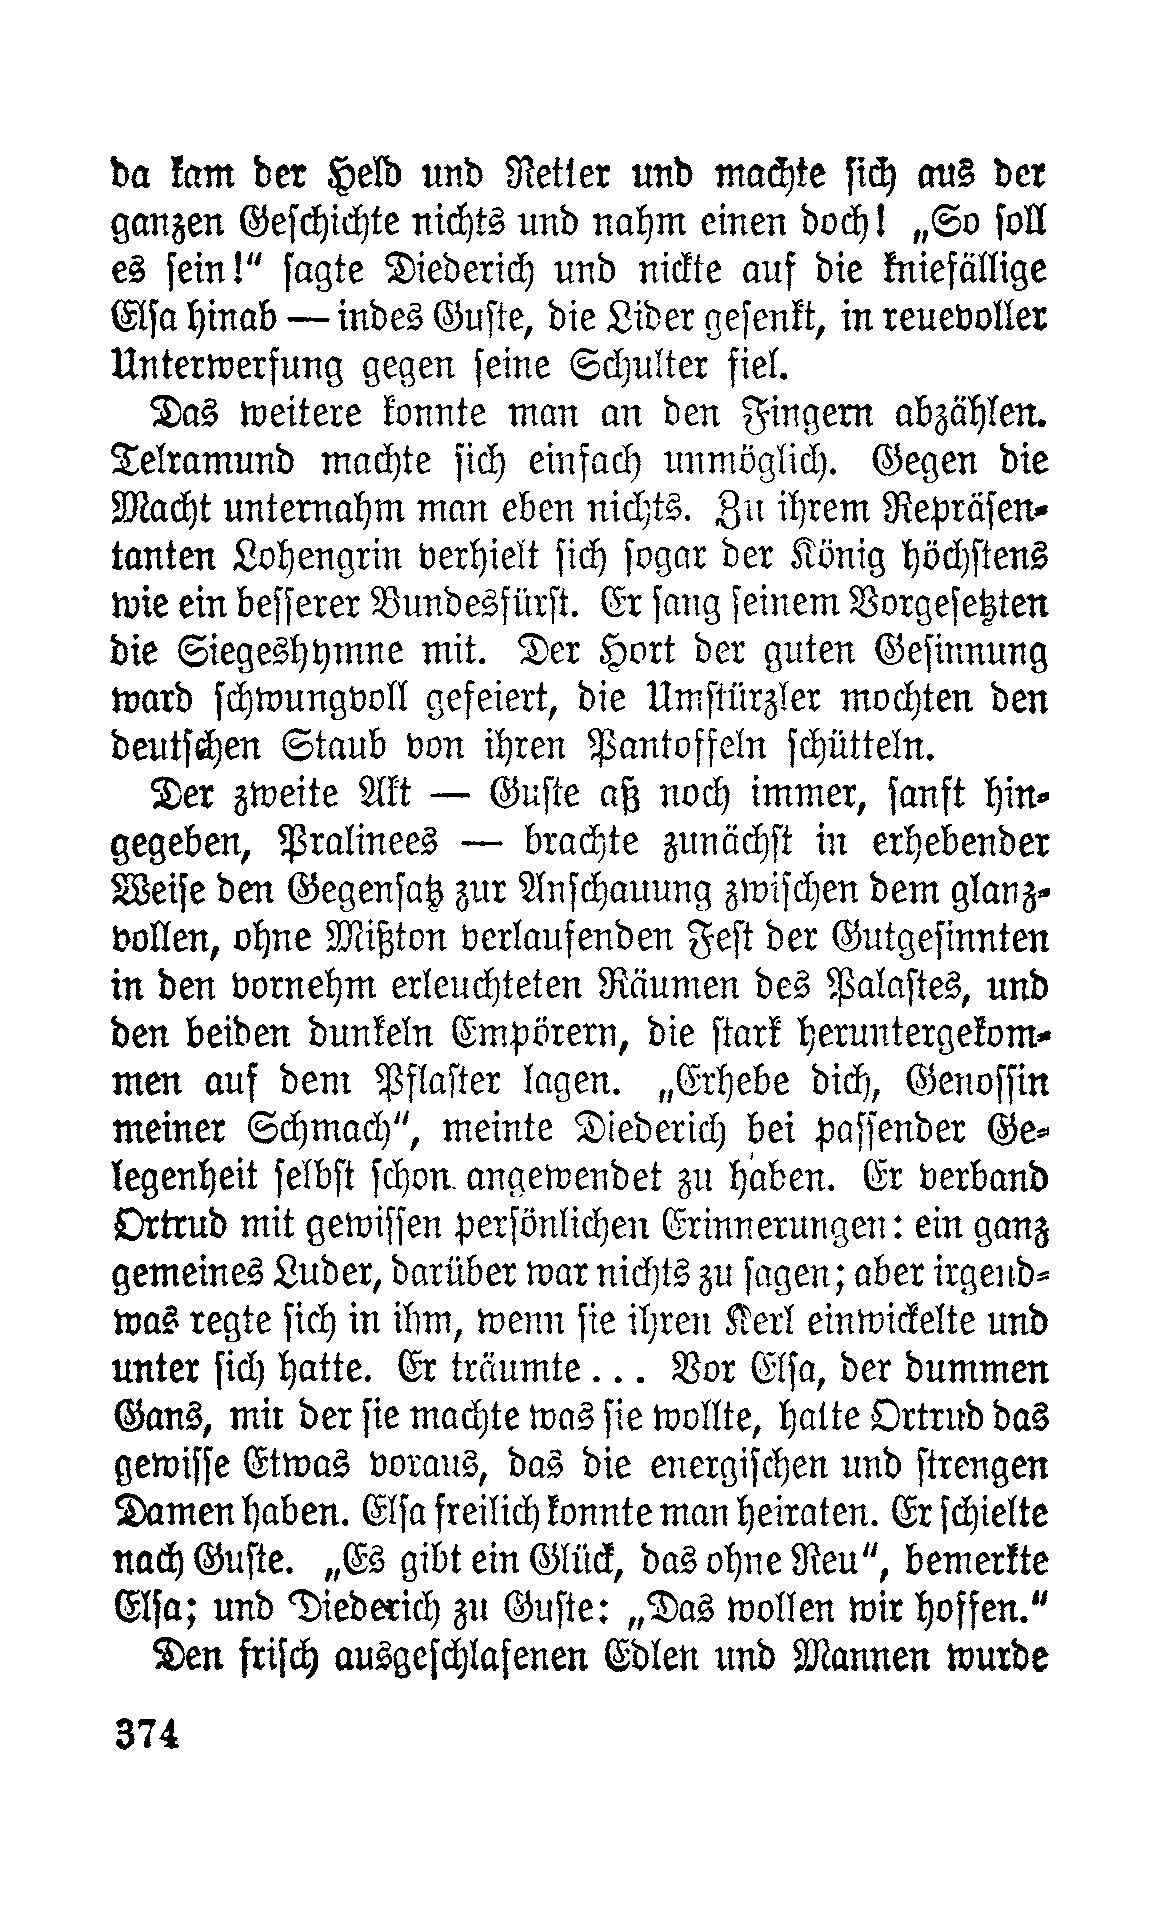 da kam der Held und Retter und machte sich aus der
ganzen Geschichte nichts und nahm einen doch! „So soll
es sein!“ sagte Diederich und nickte auf die kniefällige
Elsa hinab — indes Guste, die Lider gesenkt, in reuevoller
Unterwerfung gegen seine Schulter fiel.
Das weitere konnte man an den Fingern abzählen.
Telramund machte sich einfach unmöglich. Gegen die
Macht unternahm man eben nichts. Zu ihrem Repräsen-
tanten Lohengrin verhielt sich sogar der König höchstens
wie ein besserer Bundesfürst. Er sang seinem Vorgesetzten
die Siegeshymne mit. Der Hort der guten Gesinnung
ward schwungvoll gefeiert, die Umstürzler mochten den
deutschen Staub von ihren Pantoffeln schütteln.
Der zweite Akt — Guste aß noch immer, sanft hin-
gegeben, Pralinees — brachte zunächst in erhebender
Weise den Gegensatz zur Anschauung zwischen dem glanz-
vollen, ohne Mißton verlaufenden Fest der Gutgesinnten
in den vornehm erleuchteten Räumen des Palastes, und
den beiden dunkeln Empörern, die stark heruntergekom-
men auf dem Pflaster lagen. „Erhebe dich, Genossin
meiner Schmach“, meinte Diederich bei passender Ge-
legenheit selbst schon angewendet zu haben. Er verband
Ortrud mit gewissen persönlichen Erinnerungen: ein ganz
gemeines Luder, darüber war nichts zu sagen; aber irgend-
was regte sich in ihm, wenn sie ihren Kerl einwickelte und
unter sich hatte. Er träumte... Vor Elsa, der dummen
Gans, mit der sie machte was sie wollte, hatte Ortrud das
gewisse Etwas voraus, das die energischen und strengen
Damen haben. Elsa freilich konnte man heiraten. Er schielte
nach Guste. „Es gibt ein Glück, das ohne Reu“, bemerkte
Elsa; und Diederich zu Guste: „Das wollen wir hoffen.“
Den frisch ausgeschlafenen Edlen und Mannen wurde
374